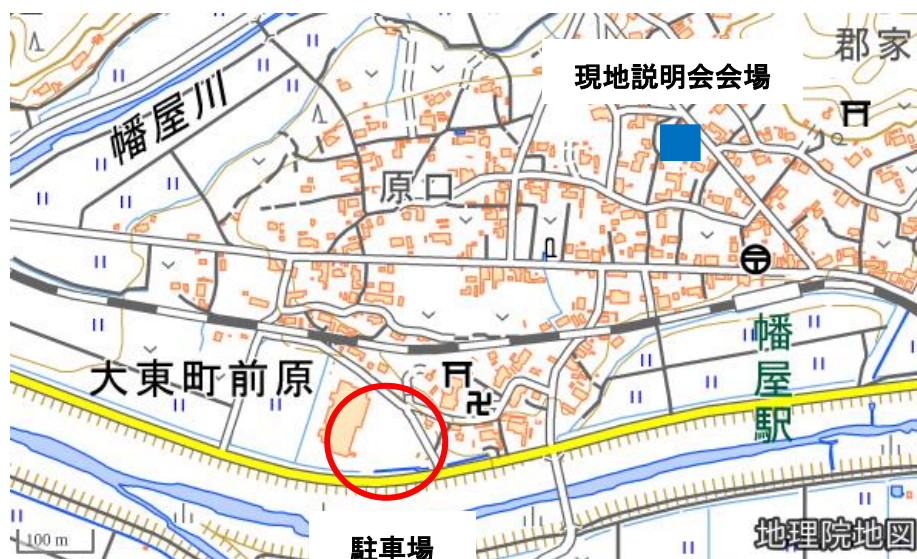 郡家
現地説明会会場
幡屋川
原口
幡屋駅
大東町前原
駐車場
100 m
地理院地図